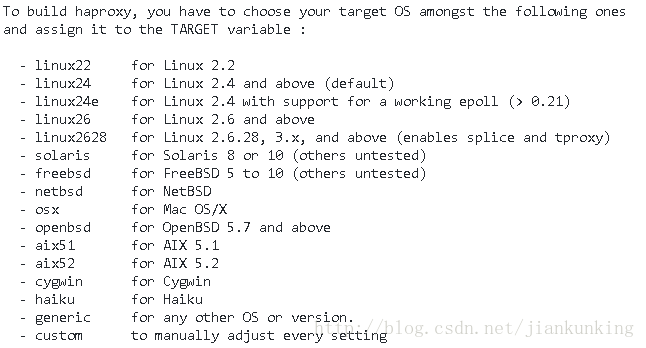 To build haproxy, you have to choose your target OS amongst the following ones
and assign it to the TARGET variable :
- linux22 for Linux 2.2
- linux24 for Linux 2.4 and above (default)
- linux24e for Linux 2.4 with support for a working epoll (> 0.21)
- linux26 for Linux 2.6 and above
- linux2628 for Linux 2.6.28, 3.x, and above (enables splice and tproxy)
- solaris for Solaris 8 or 10 (others untested)
- freebsd for FreeBSD 5 to 10 (others untested)
- netbsd for NetBSD
- osx for Mac OS/X
- openbsd for OpenBSD 5.7 and above
- aix51 for AIX 5.1
- aix52 for AIX 5.2
- cygwin for Cygwin
- haiku for Haiku
- generic for any other OS or version.
- custom to manually adjust every setting
http://blog.csdn.net/jiankunking